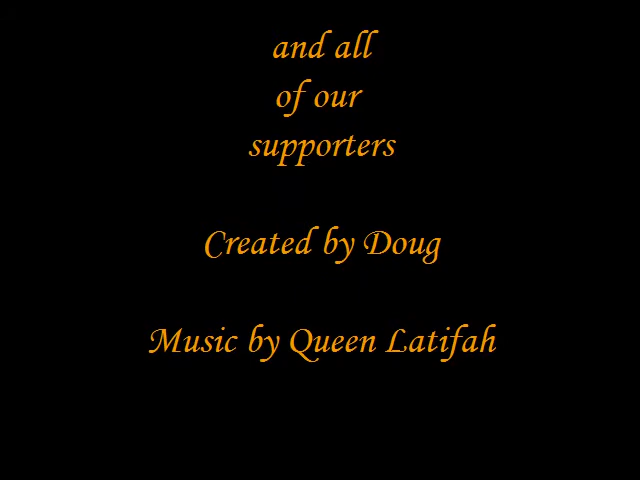 and all
of our
supporters
Created by Doug
Music by Queen Latifah